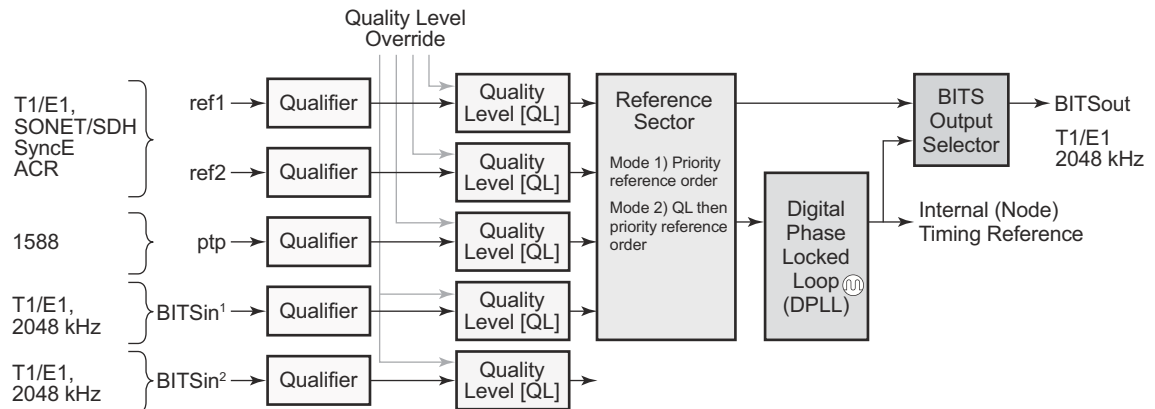 Quality Level
Override
T1/E1,
SONET/SDH
SyncE
ACR
ref1
Qualifier
Quality
Level [QL]
ref2
Qualifier
Quality
Level [QL]
1588
ptp
Qualifier
Quality
Level [QL]
T1/E1,
2048 kHz
BITSin¹
Qualifier
Quality
Level [QL]
T1/E1,
2048 kHz
BITSin²
Qualifier
Quality
Level [QL]
Reference
Sector
Mode 1) Priority
reference order
Mode 2) QL then
priority reference
order
Digital
Phase
Locked
Loop
(DPLL)
BITS
Output
Selector
BITSout
T1/E1
2048 kHz
Internal (Node)
Timing Reference